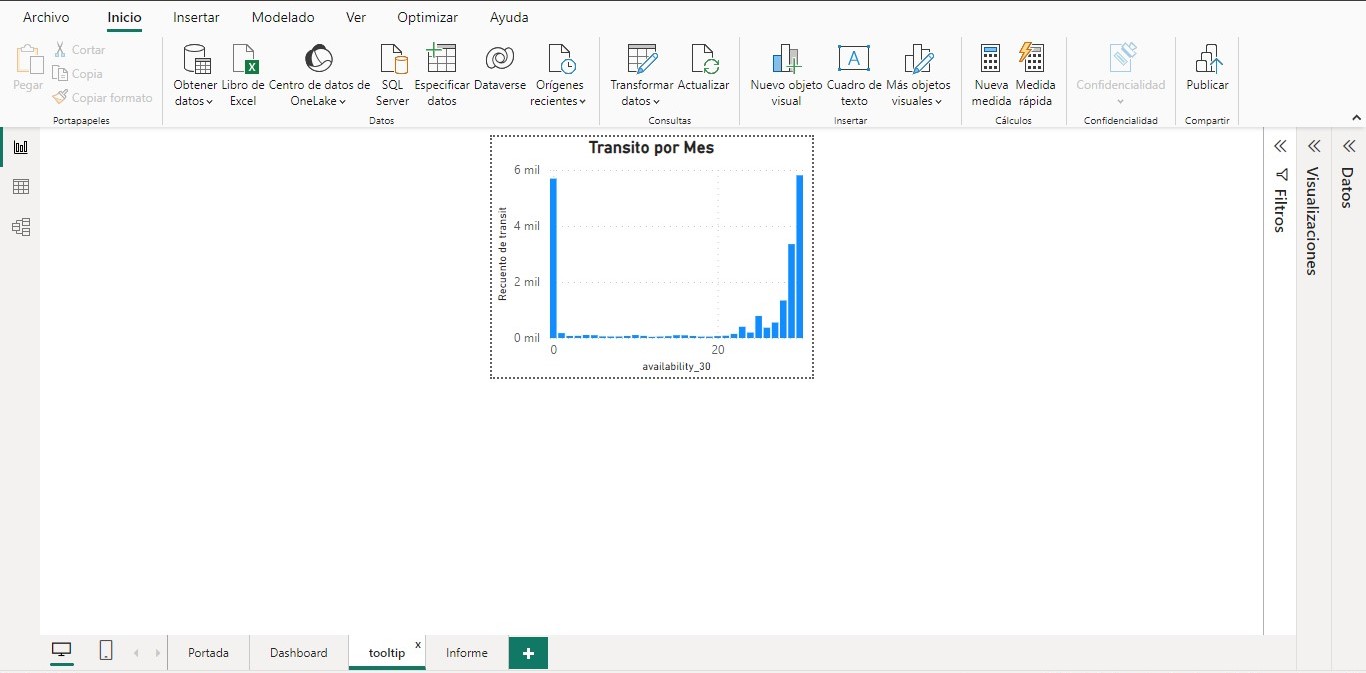 Archivo Inicio Insertar Modelado Ver Optimizar Ayuda
Pegar
Cortar
Copia
Copiar formato
Portapapeles
Obtener datos
Libro de Excel
Centro de datos de OneLake
SQL Server
Especificar datos
Dataverse
Orígenes recientes
Datos
Transformar datos
Actualizar
Consultas
Nuevo objeto visual
A
Cuadro de texto
Más objetos visuales
Insertar
Nueva medida
Medida rápida
Cálculos
Confidencialidad
Confidencialidad
Publicar
Compartir
Transito por Mes
6 mil
4 mil
2 mil
0 mil
Recuento de transit
0 20
availability_30
Filtros
Visualizaciones
Datos
Portada Dashboard tooltip x Informe +